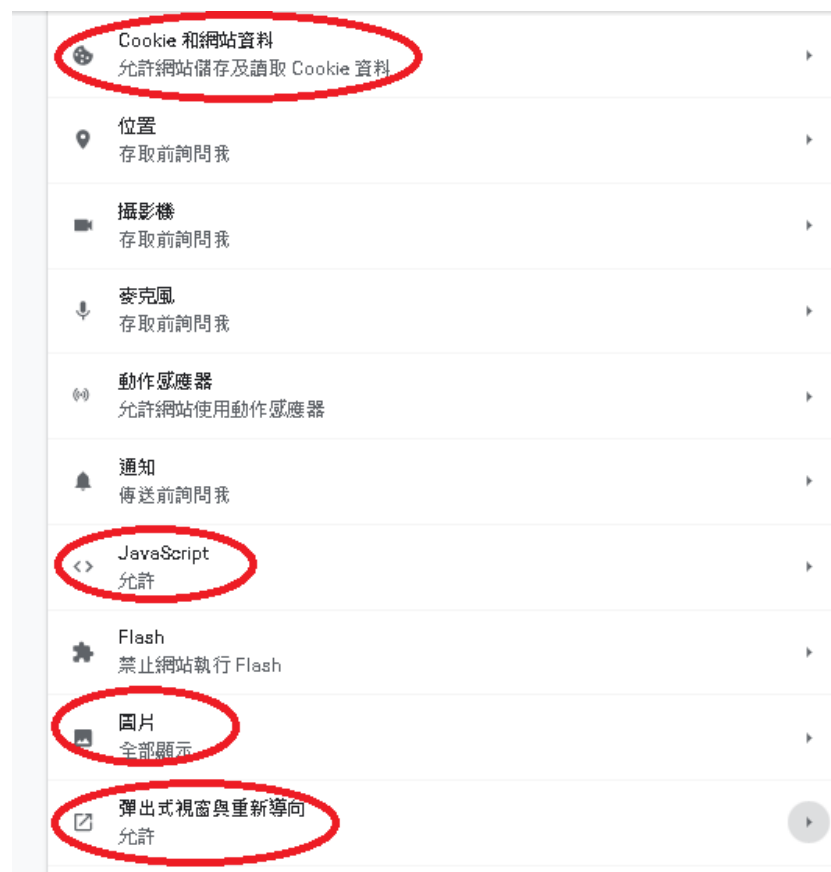 Cookie 和網站資料
允許網站儲存及讀取 Cookie 資料
位置
存取前詢問我
攝影機
存取前詢問我
麥克風
存取前詢問我
動作感應器
允許網站使用動作感應器
通知
傳送前詢問我
JavaScript
允許
Flash
禁止網站執行 Flash
圖片
全部顯示
彈出式視窗與重新導向
允許